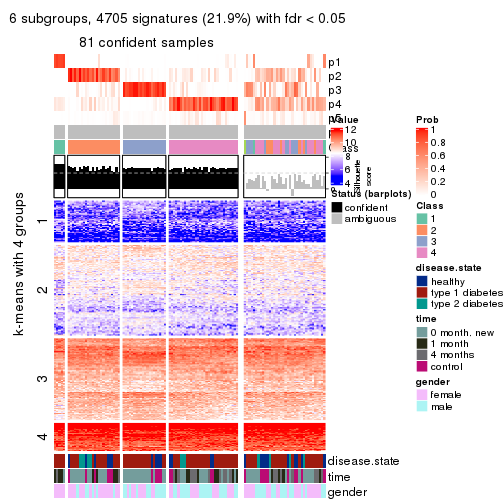 6 subgroups, 4705 signatures (21.9%) with fdr < 0.05
81 confident samples
p1
p2
p3
p4
k-means with 4 groups
1
2
3
4
disease.state
time
gender
Value
12
10
8
6
4
silhouette
score
Status (barplots)
confident
ambiguous
Prob
1
0.8
0.6
0.4
0.2
0
Class
1
2
3
4
disease.state
healthy
type 1 diabetes
type 2 diabetes
time
0 month. new
1 month
4 months
control
gender
female
male